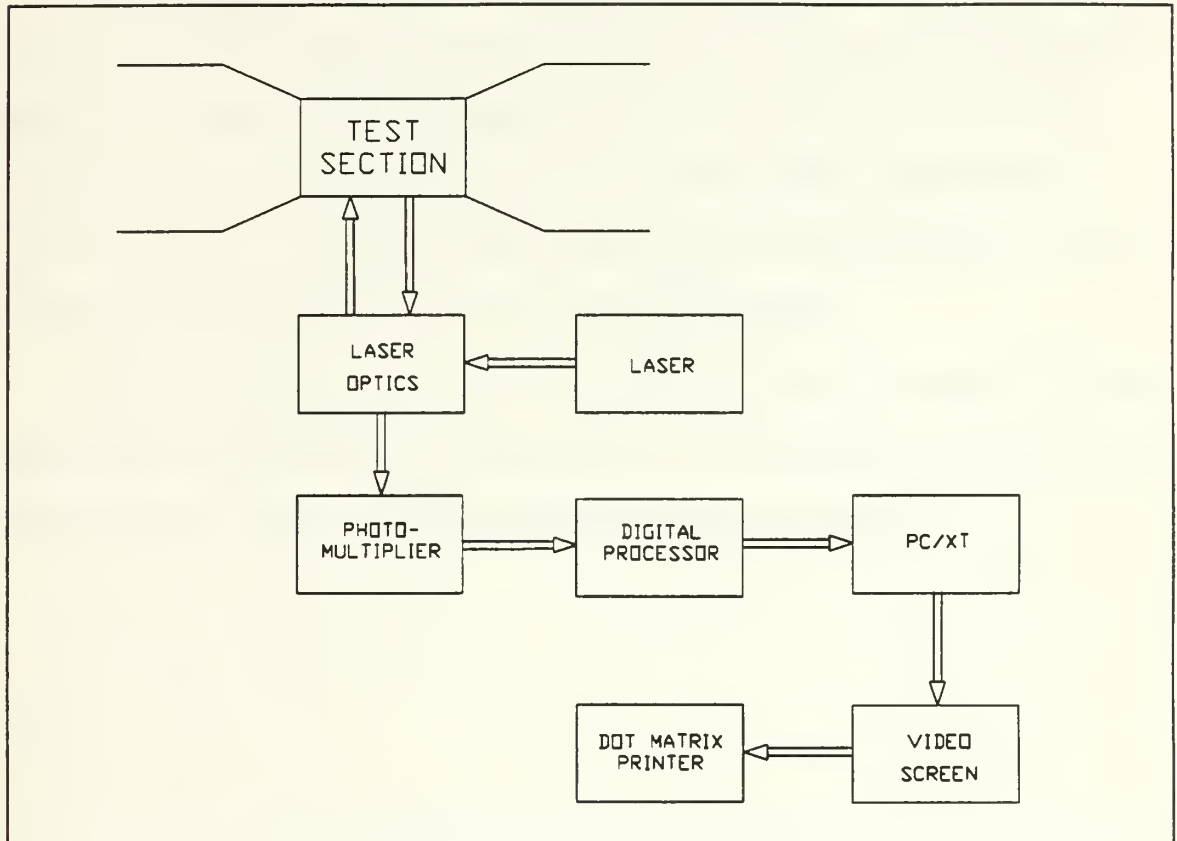 TEST
SECTION
LASER
OPTICS
LASER
PHOTO-
MULTIPLIER
DIGITAL
PROCESSOR
PC/XT
DOT MATRIX
PRINTER
VIDEO
SCREEN